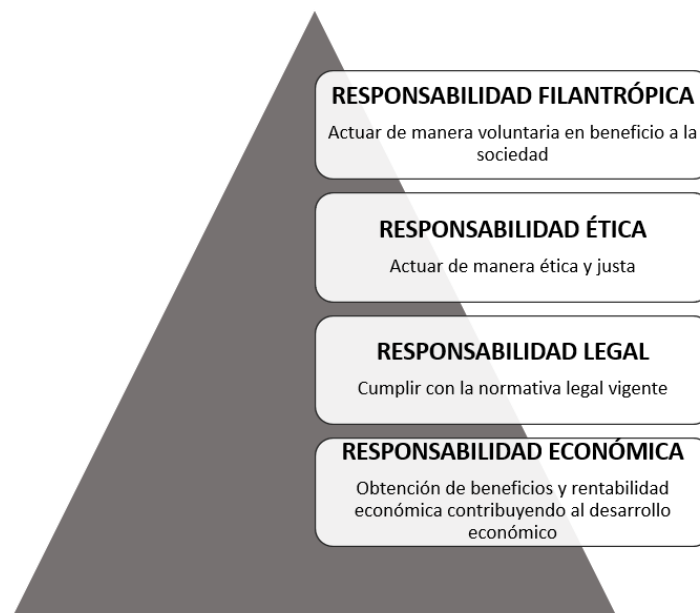 RESPONSABILIDAD FILANTRÓPICA
Actuar de manera voluntaria en beneficio a la
sociedad
RESPONSABILIDAD ÉTICA
Actuar de manera ética y justa
RESPONSABILIDAD LEGAL
Cumplir con la normativa legal vigente
RESPONSABILIDAD ECONÓMICA
Obtención de beneficios y rentabilidad
económica contribuyendo al desarrollo
económico